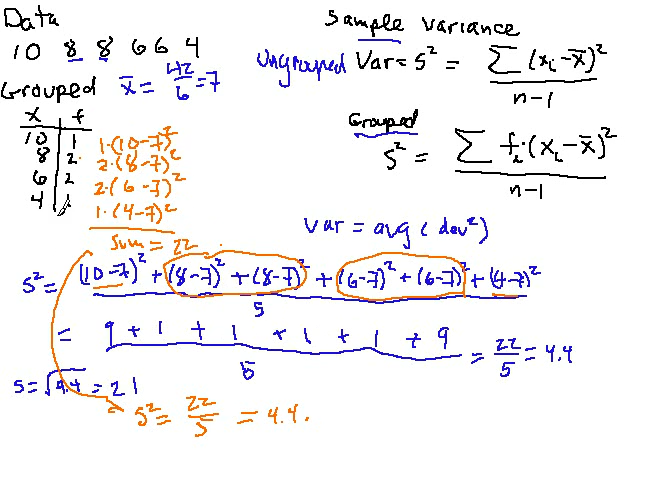 Data
10 8 8 6 6 4
Grouped x̄ = 42/6 = 7
x f
10 1 1·(10-7)²
8 2 2·(8-7)²
6 2 2·(6-7)²
4 1 1·(4-7)²
Sum = 22
Sample Variance
Ungrouped Var = s² = ∑(xᵢ-x̄)² / n-1
Grouped
s² = ∑fᵢ·(xᵢ-x̄)² / n-1
Var = avg (dev²)
s² = (10-7)² + (8-7)² + (8-7)² + (6-7)² + (6-7)² + (4-7)² / 5
= 9 + 1 + 1 + 1 + 1 + 9 / 5 = 22/5 = 4.4
s = √4.4 = 2.1
s² = 22/5 = 4.4.